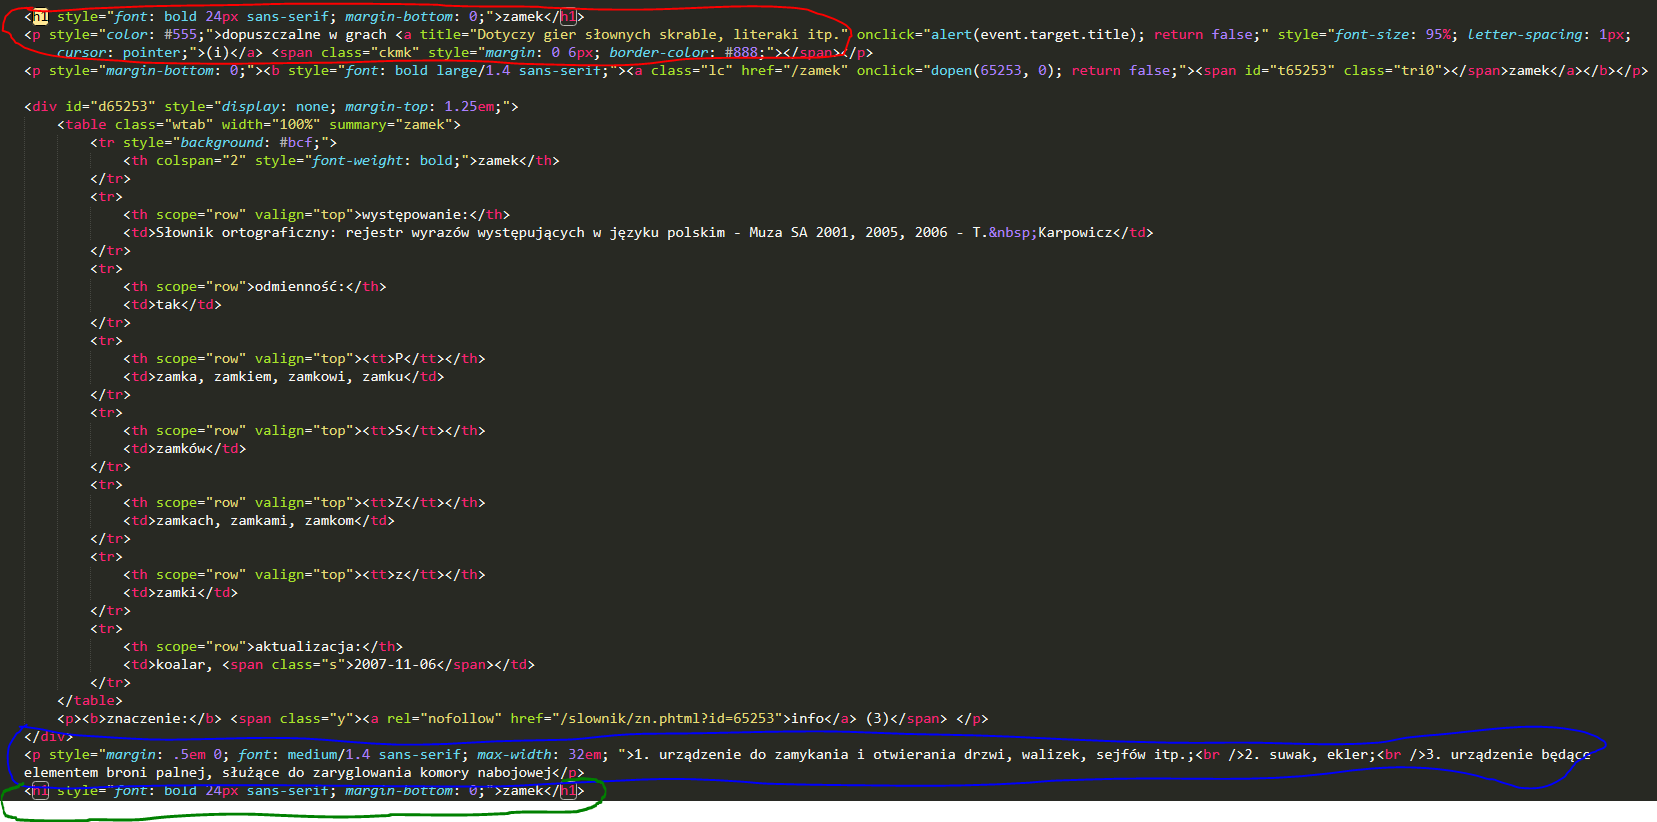 <h1 style="font: bold 24px sans-serif; margin-bottom: 0;">zamek</h1>
<p style="color: #555;">dopuszczalne w grach <a title="Dotyczy gier słownych skrable, literaki itp." onclick="alert(event.target.title); return false;" style="font-size: 95%; letter-spacing: 1px;
cursor: pointer;">(i)</a> <span class="ckmk" style="margin: 0 6px; border-color: #888;"></span></p>
<p style="margin-bottom: 0;"><b style="font: bold large/1.4 sans-serif;"><a class="lc" href="/zamek" onclick="dopen(65253, 0); return false;"><span id="t65253" class="tri0"></span>zamek</a></b></p>
<div id="d65253" style="display: none; margin-top: 1.25em;">
<table class="wtab" width="100%" summary="zamek">
<tr style="background: #bcf;">
<th colspan="2" style="font-weight: bold;">zamek</th>
</tr>
<tr>
<th scope="row" valign="top">występowanie:</th>
<td>Słownik ortograficzny: rejestr wyrazów występujących w języku polskim - Muza SA 2001, 2005, 2006 - T.&nbsp;Karpowicz</td>
</tr>
<tr>
<th scope="row">odmienność:</th>
<td>tak</td>
</tr>
<tr>
<th scope="row" valign="top"><tt>P</tt></th>
<td>zamka, zamkiem, zamkowi, zamku</td>
</tr>
<tr>
<th scope="row" valign="top"><tt>S</tt></th>
<td>zamków</td>
</tr>
<tr>
<th scope="row" valign="top"><tt>Z</tt></th>
<td>zamkach, zamkami, zamkom</td>
</tr>
<tr>
<th scope="row" valign="top"><tt>z</tt></th>
<td>zamki</td>
</tr>
<tr>
<th scope="row">aktualizacja:</th>
<td>koalar, <span class="s">2007-11-06</span></td>
</tr>
</table>
<p><b>znaczenie:</b> <span class="y"><a rel="nofollow" href="/slownik/zn.phtml?id=65253">info</a> (3)</span> </p>
</div>
<p style="margin: .5em 0; font: medium/1.4 sans-serif; max-width: 32em; ">1. urządzenie do zamykania i otwierania drzwi, walizek, sejfów itp.;<br />2. suwak, ekler;<br />3. urządzenie będące
elementem broni palnej, służące do zaryglowania komory nabojowej</p>
<h1 style="font: bold 24px sans-serif; margin-bottom: 0;">zamek</h1>